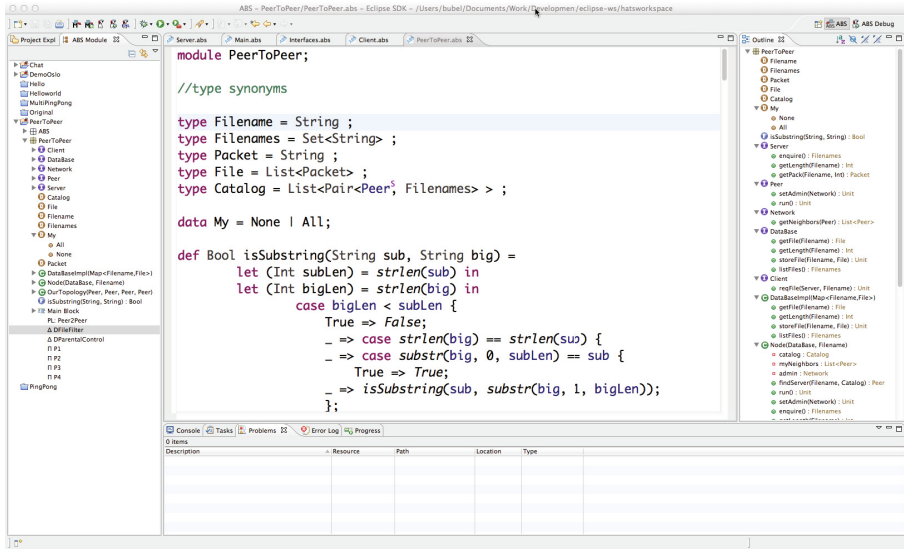 ABS - PeerToPeer/PeerToPeer.abs - Eclipse SDK - /Users/bubel/Documents/Work/Developmen/eclipse-ws/hatsworkspace
ABS ABS Debug
Project Expl ABS Module
Chat
DemoOslo
Hello
Helloworld
MultiPingPong
Original
PeerToPeer
ABS
PeerToPeer
Client
DataBase
Network
Peer
Server
Catalog
File
Filename
Filenames
My
All
None
Packet
DataBaseImpl(Map<Filename,File>)
Node(DataBase, Filename)
OurTopology(Peer, Peer, Peer, Peer)
isSubstring(String, String) : Bool
Main Block
PL: Peer2Peer
Δ DFileFilter
Δ DParentalControl
P1
P2
P3
P4
PingPong
Server.abs Main.abs Interfaces.abs Client.abs PeerToPeer.abs
module PeerToPeer;
//type synonyms
type Filename = String ;
type Filenames = Set<String> ;
type Packet = String ;
type File = List<Packet> ;
type Catalog = List<Pair<Peer⁵, Filenames> > ;
data My = None | All;
def Bool isSubstring(String sub, String big) =
let (Int subLen) = strlen(sub) in
let (Int bigLen) = strlen(big) in
case bigLen < subLen {
True => False;
_ => case strlen(big) == strlen(sub) {
_ => case substr(big, 0, subLen) == sub {
True => True;
_ => isSubstring(sub, substr(big, 1, bigLen));
};
Outline
PeerToPeer
Filename
Filenames
Packet
File
Catalog
My
None
All
isSubstring(String, String) : Bool
Server
enquire() : Filenames
getLength(Filename) : Int
getPack(Filename, Int) : Packet
Peer
setAdmin(Network) : Unit
run() : Unit
Network
getNeighbors(Peer) : List<Peer>
DataBase
getFile(Filename) : File
getLength(Filename) : Int
storeFile(Filename, File) : Unit
listFiles() : Filenames
Client
reqFile(Server, Filename) : Unit
DataBaseImpl(Map<Filename,File>)
getFile(Filename) : File
getLength(Filename) : Int
storeFile(Filename, File) : Unit
listFiles() : Filenames
Node(DataBase, Filename)
catalog : Catalog
myNeighbors : List<Peer>
admin : Network
findServer(Filename, Catalog) : Peer
run() : Unit
setAdmin(Network) : Unit
enquire() : Filenames
Console Tasks Problems Error Log Progress
0 items
Description Resource Path Location Type